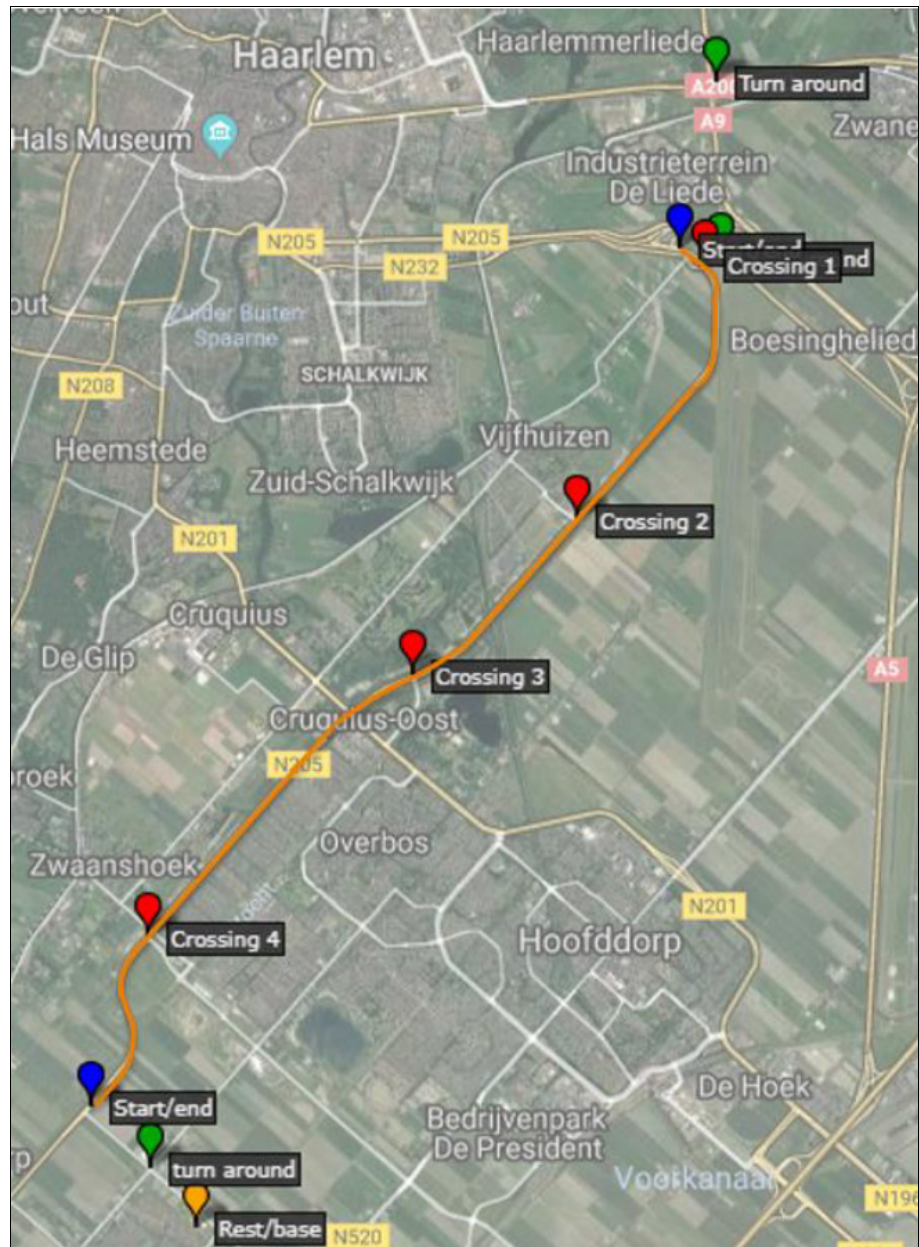 Haarlem
Haarlemmerliede
A200
Turn around
A9
Hals Museum
Zwane
Industrieterrein
De Liede
N205
N205
N232
Start/end
nd
Crossing 1
out
Zuider Buiten
Spaarne
Boesinghelied
SCHALKWIJK
N208
Vijfhuizen
Heemstede
Zuid-Schalkwijk
Crossing 2
N201
Cruquius
De Glip
A5
Crossing 3
Cruquius-Oost
N205
broek
Overbos
Zwaanshoek
N201
Crossing 4
Hoofddorp
De Hoek
Start/end
Bedrijvenpark
De President
rp
turn around
Voorkanaal
N196
Rest/base
N520